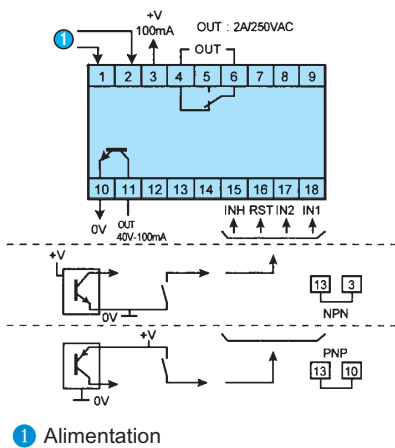 +V
100mA
OUT : 2A/250VAC
1
OUT
1 2 3 4 5 6 7 8 9
10 11 12 13 14 15 16 17 18
0V
OUT
40V-100mA
INH RST IN2 IN1
+V
0V
13 3
NPN
+V
0V
PNP
13 10
1 Alimentation